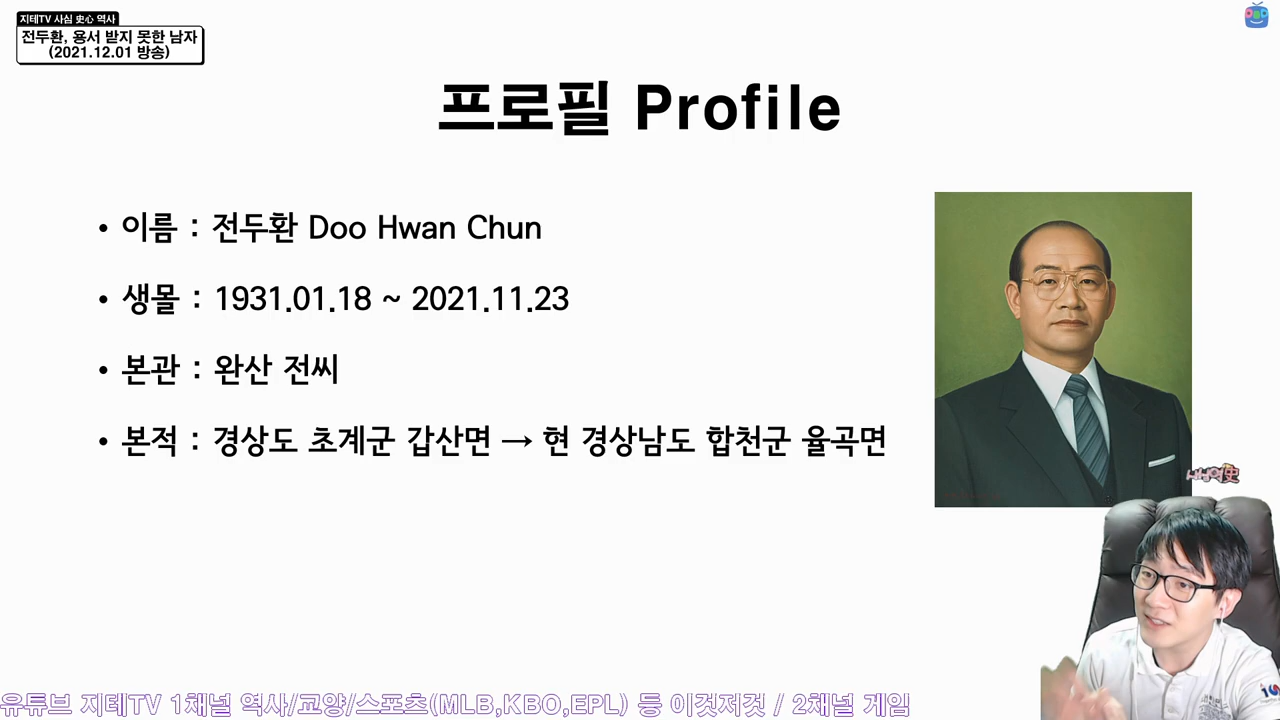 지테TV 사심 史心 역사
전두환, 용서 받지 못한 남자
(2021.12.01 방송)
프로필 Profile
• 이름 : 전두환 Doo Hwan Chun
• 생몰 : 1931.01.18 ~ 2021.11.23
• 본관 : 완산 전씨
• 본적 : 경상도 초계군 갑산면 → 현 경상남도 합천군 율곡면
유튜브 지테TV 1채널 역사/교양/스포츠(MLB,KBO,EPL) 등 이것저것 / 2채널 게임